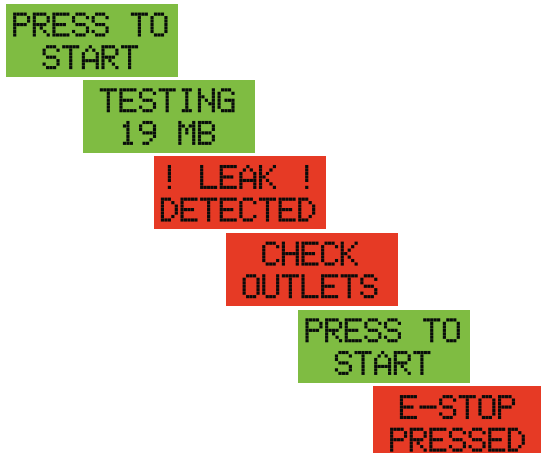 PRESS TO
START
TESTING
19 MB
! LEAK !
DETECTED
CHECK
OUTLETS
PRESS TO
START
E-STOP
PRESSED